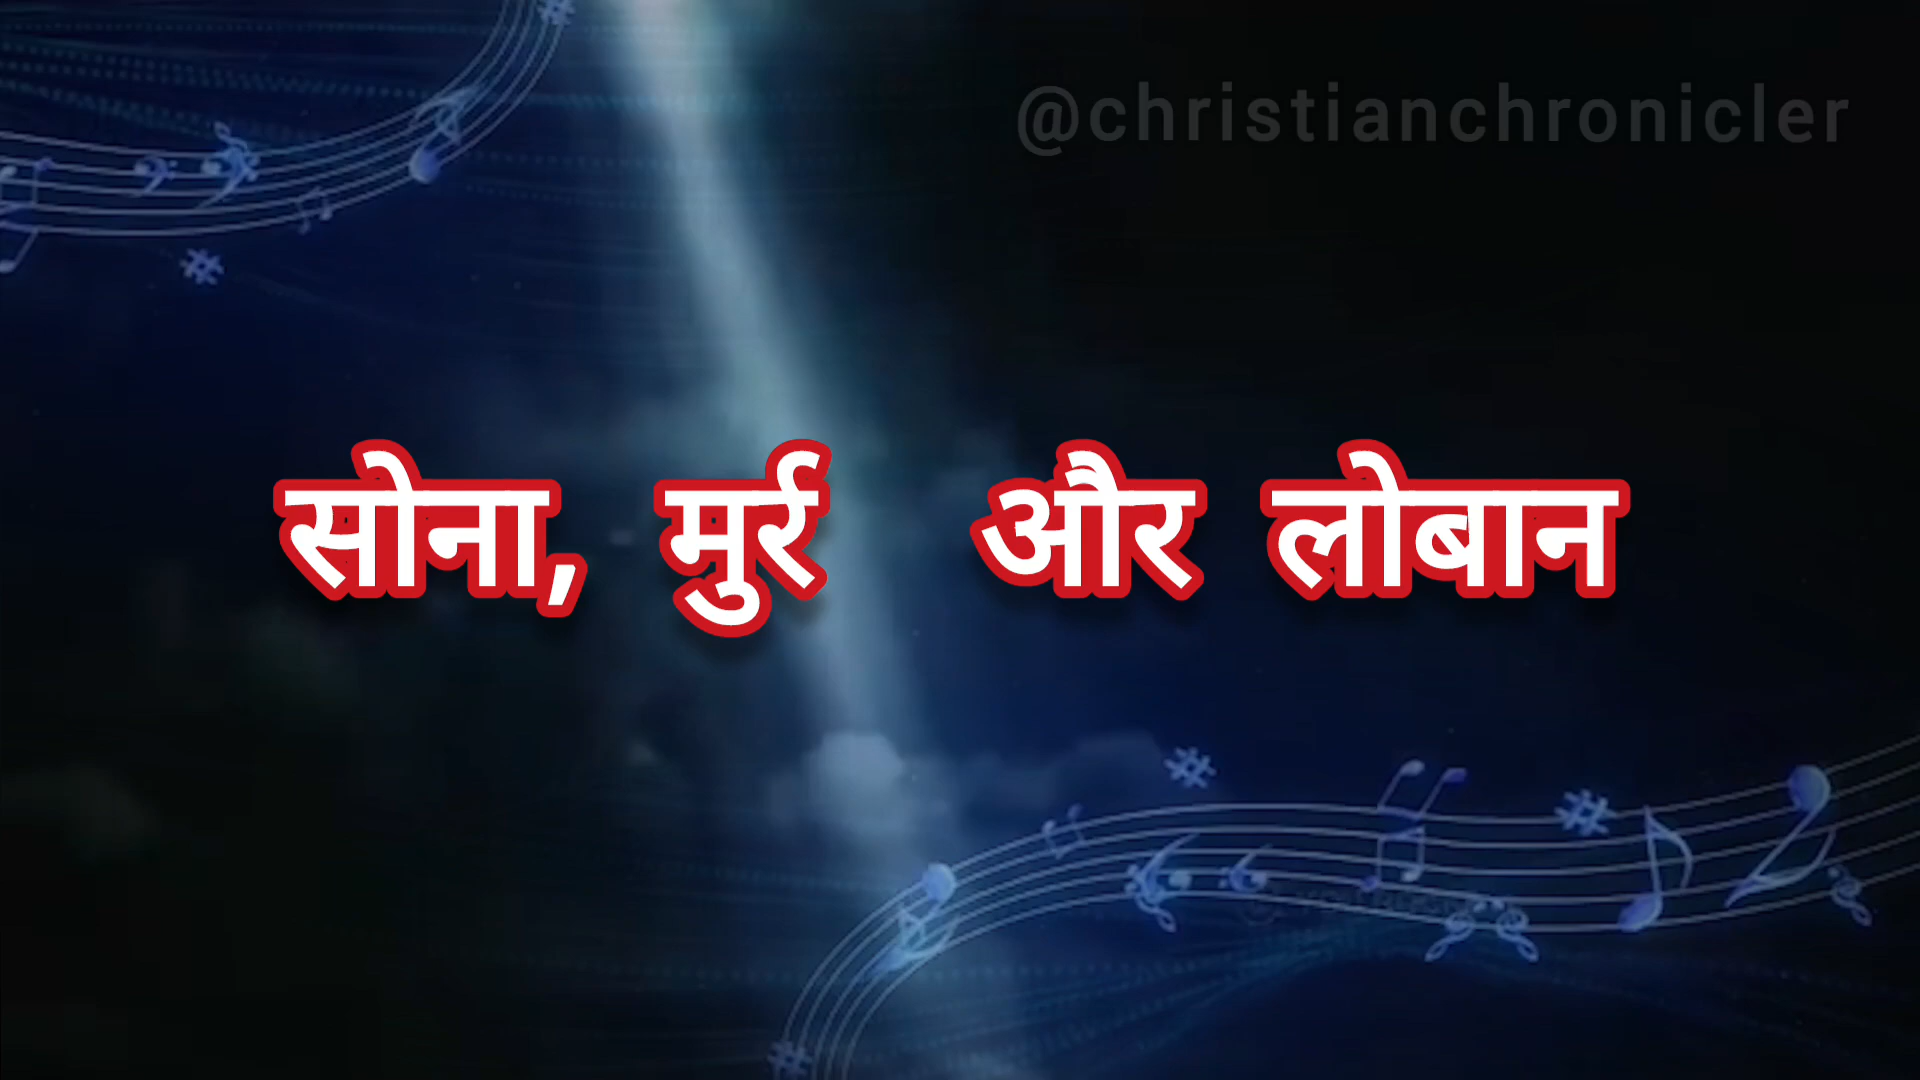 @christianchronicler
सोना, मुर्र और लोबान